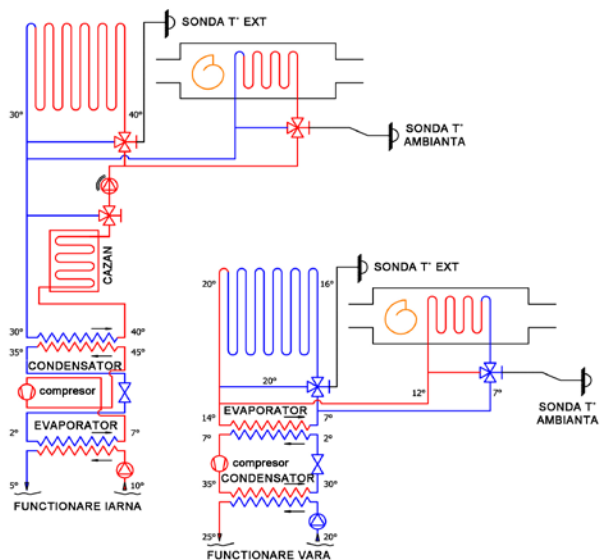 SONDA T° EXT
30°
40°
SONDA T°
AMBIANTA
CAZAN
30°
40°
35°
45°
CONDENSATOR
compresor
EVAPORATOR
2°
7°
5°
10°
FUNCTIONARE IARNA
20°
16°
SONDA T° EXT
20°
12°
7°
SONDA T°
AMBIANTA
14°
EVAPORATOR
7°
7°
2°
compresor
35°
CONDENSATOR
30°
25°
20°
FUNCTIONARE VARA